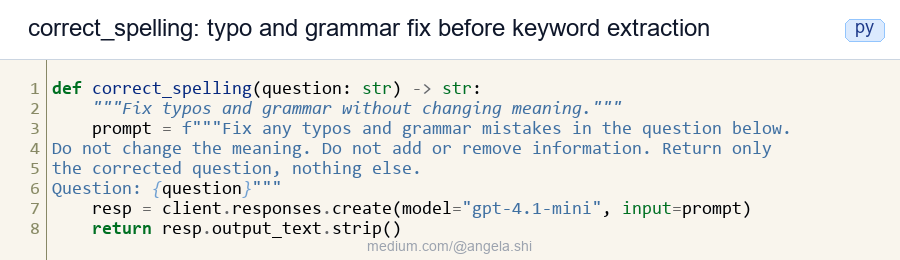 correct_spelling: typo and grammar fix before keyword extraction
py
1 def correct_spelling(question: str) -> str:
2     """Fix typos and grammar without changing meaning."""
3     prompt = f"""Fix any typos and grammar mistakes in the question below.
4 Do not change the meaning. Do not add or remove information. Return only
5 the corrected question, nothing else.
6 Question: {question}"""
7     resp = client.responses.create(model="gpt-4.1-mini", input=prompt)
8     return resp.output_text.strip()
medium.com/@angela.shi